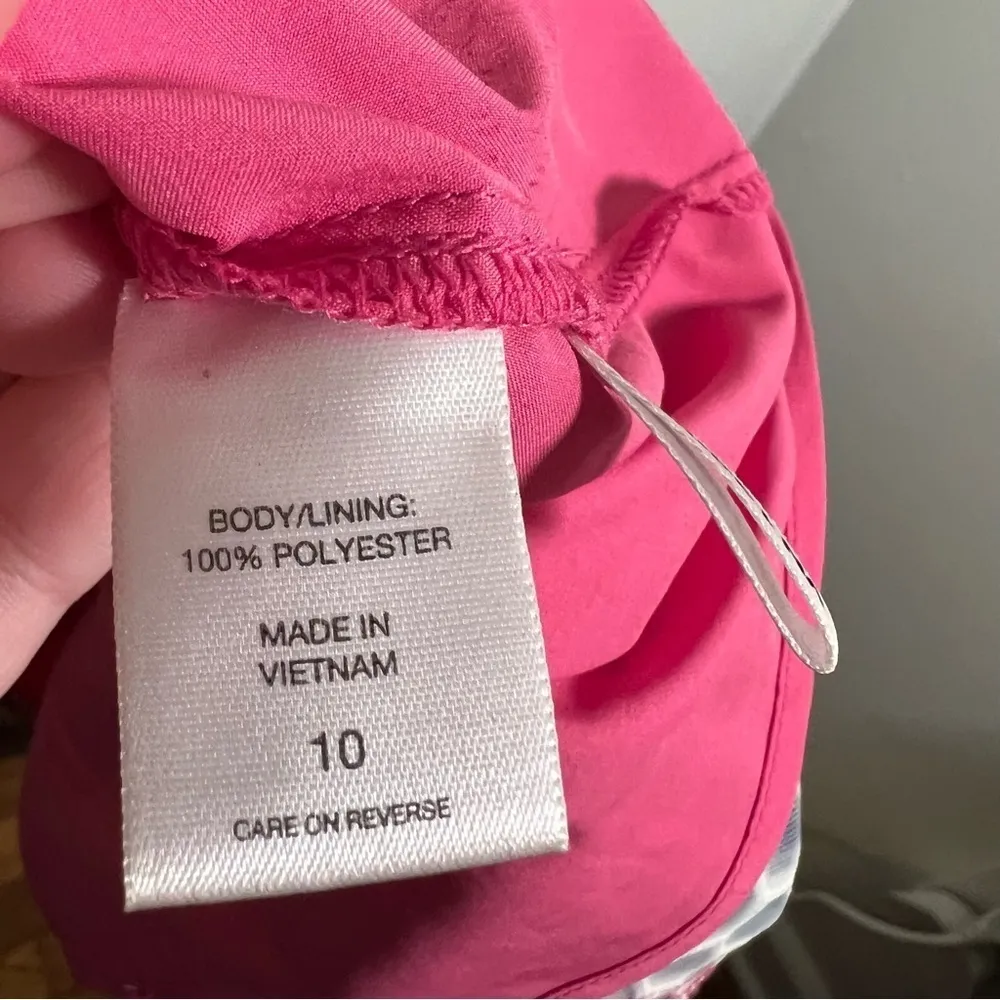 BODY/LINING:
100% POLYESTER
MADE IN
VIETNAM
10
CARE ON REVERSE